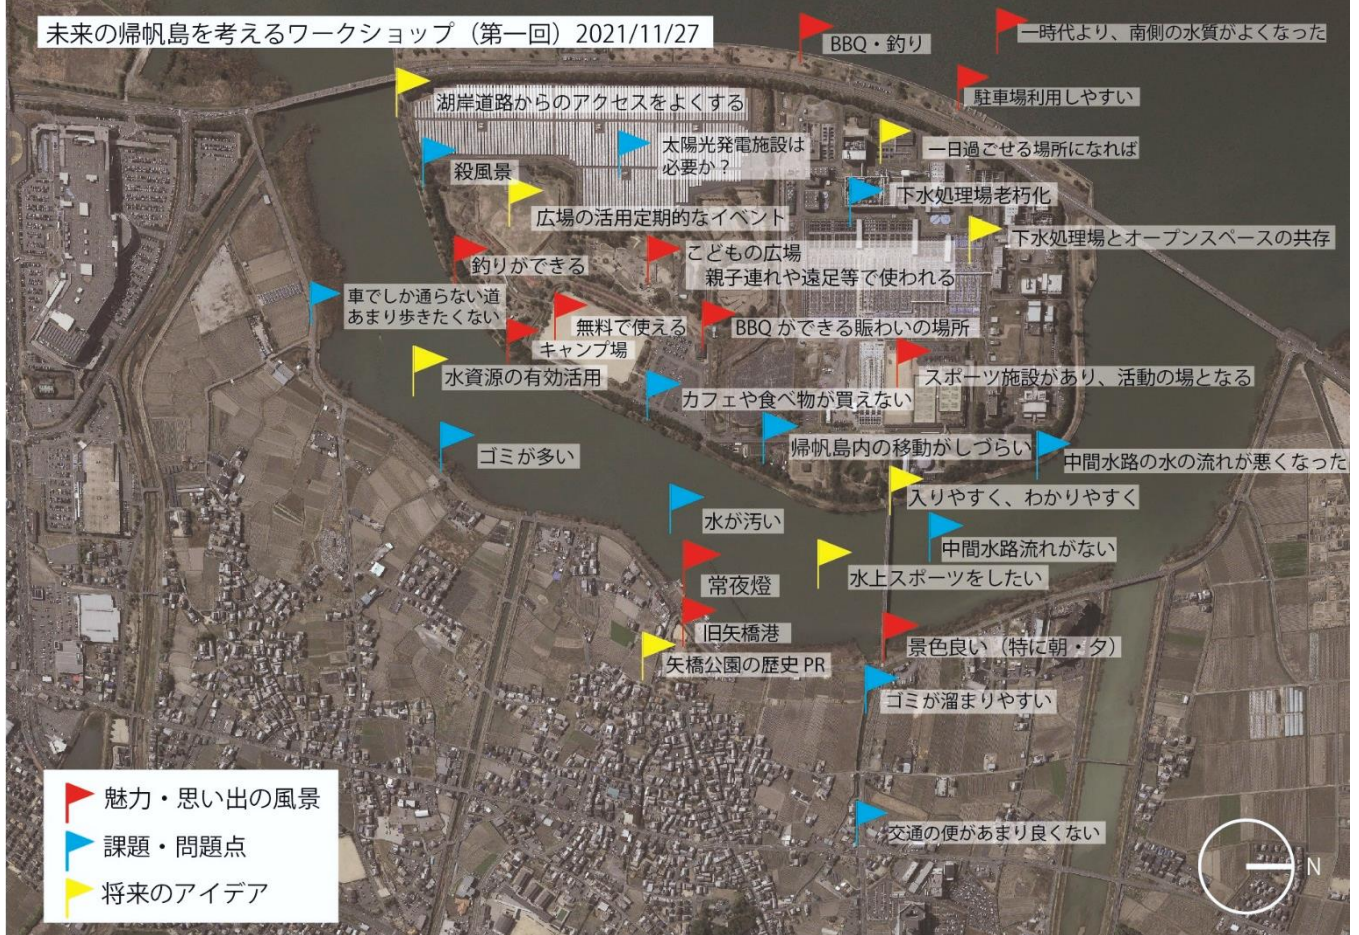 未来の帰帆島を考えるワークショップ（第一回）2021/11/27
BBQ・釣り
一時代より、南側の水質がよくなった
駐車場利用しやすい
湖岸道路からのアクセスをよくする
太陽光発電施設は
必要か？
一日過ごせる場所になれば
殺風景
下水処理場老朽化
広場の活用定期的なイベント
下水処理場とオープンスペースの共存
こどもの広場
親子連れや遠足等で使われる
釣りができる
車でしか通らない道
あまり歩きたくない
無料で使える
キャンプ場
BBQができる賑わいの場所
水資源の有効活用
スポーツ施設があり、活動の場となる
カフェや食べ物が買えない
帰帆島内の移動がしづらい
ゴミが多い
中間水路の水の流れが悪くなった
入りやすく、わかりやすく
水が汚い
中間水路流れがない
常夜燈
水上スポーツをしたい
旧矢橋港
景色良い（特に朝・夕）
矢橋公園の歴史PR
ゴミが溜まりやすい
交通の便があまり良くない
魅力・思い出の風景
課題・問題点
将来のアイデア
N